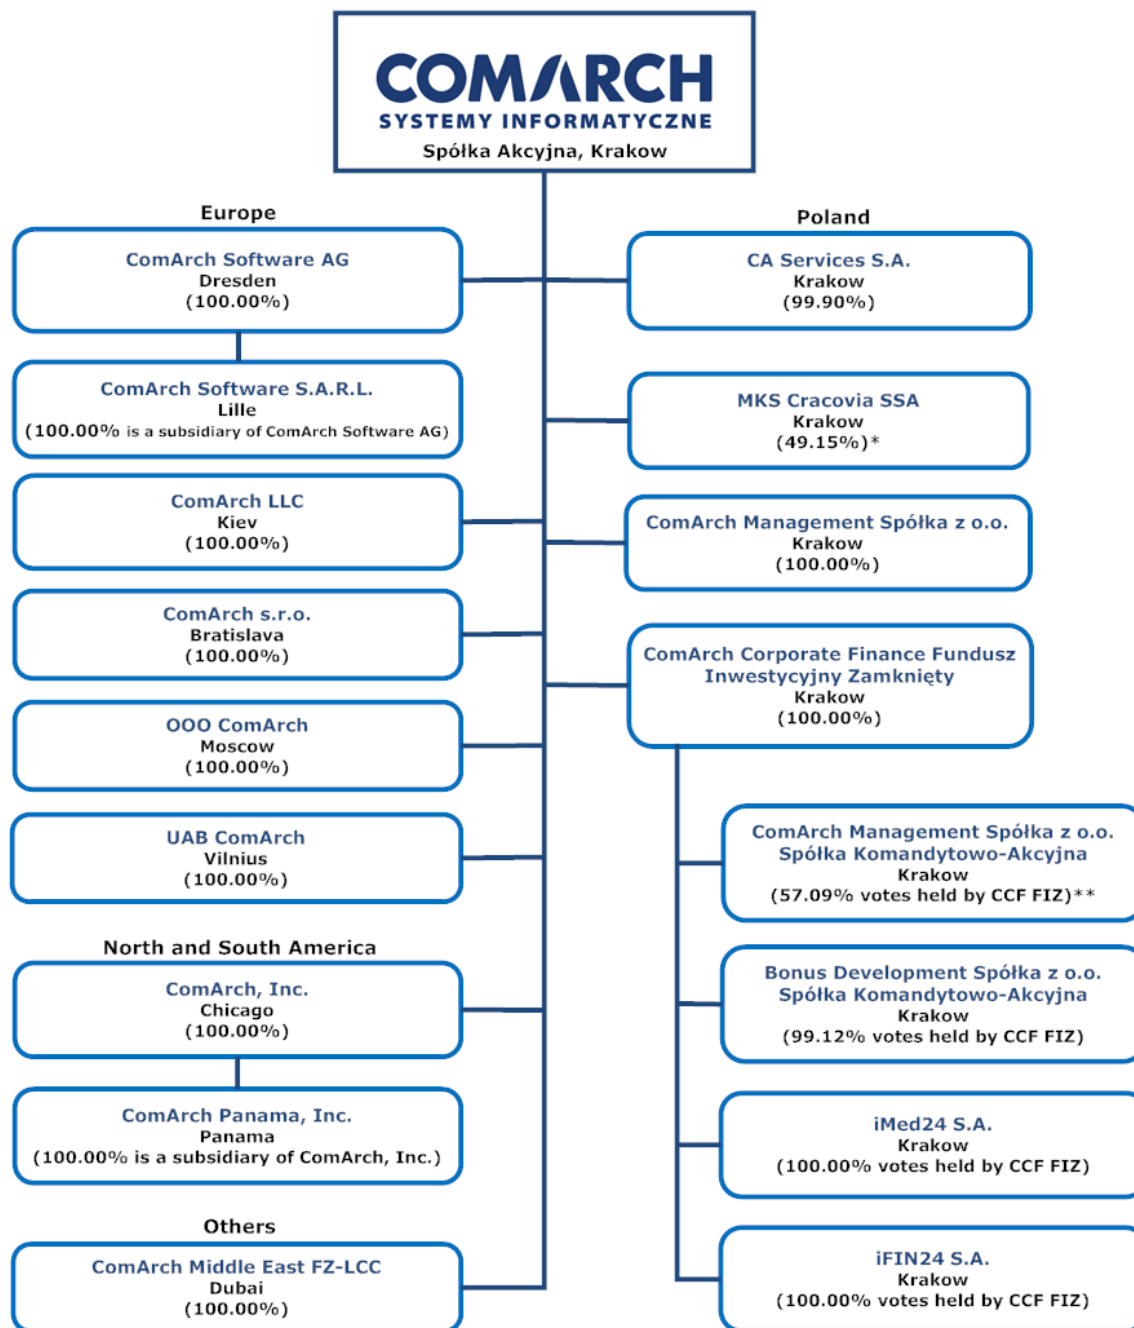 COMARCH
SYSTEMY INFORMATYCZNE
Spółka Akcyjna, Krakow
Europe
ComArch Software AG
Dresden
(100.00%)
ComArch Software S.A.R.L.
Lille
(100.00% is a subsidiary of ComArch Software AG)
ComArch LLC
Kiev
(100.00%)
ComArch s.r.o.
Bratislava
(100.00%)
OOO ComArch
Moscow
(100.00%)
UAB ComArch
Vilnius
(100.00%)
North and South America
ComArch, Inc.
Chicago
(100.00%)
ComArch Panama, Inc.
Panama
(100.00% is a subsidiary of ComArch, Inc.)
Others
ComArch Middle East FZ-LCC
Dubai
(100.00%)
Poland
CA Services S.A.
Krakow
(99.90%)
MKS Cracovia SSA
Krakow
(49.15%)*
ComArch Management Spółka z o.o.
Krakow
(100.00%)
ComArch Corporate Finance Fundusz
Inwestycyjny Zamknięty
Krakow
(100.00%)
ComArch Management Spółka z o.o.
Spółka Komandytowo-Akcyjna
Krakow
(57.09% votes held by CCF FIZ)**
Bonus Development Spółka z o.o.
Spółka Komandytowo-Akcyjna
Krakow
(99.12% votes held by CCF FIZ)
iMed24 S.A.
Krakow
(100.00% votes held by CCF FIZ)
iFIN24 S.A.
Krakow
(100.00% votes held by CCF FIZ)